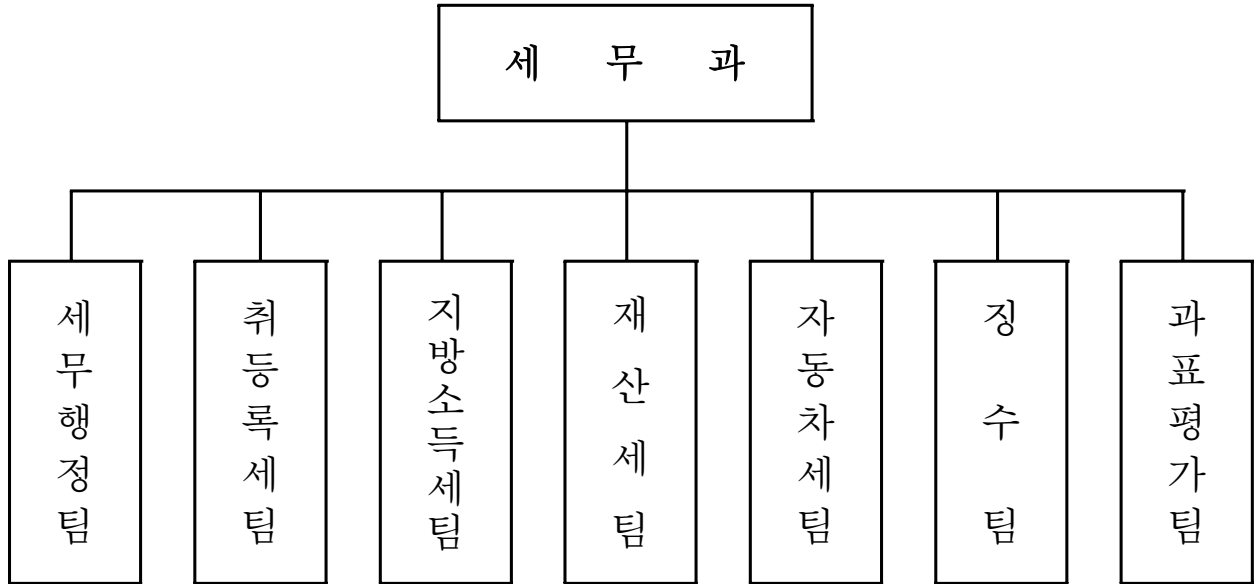 세 무 과
세무행정팀
취등록세팀
지방소득세팀
재산세팀
자동차세팀
징수팀
과표평가팀